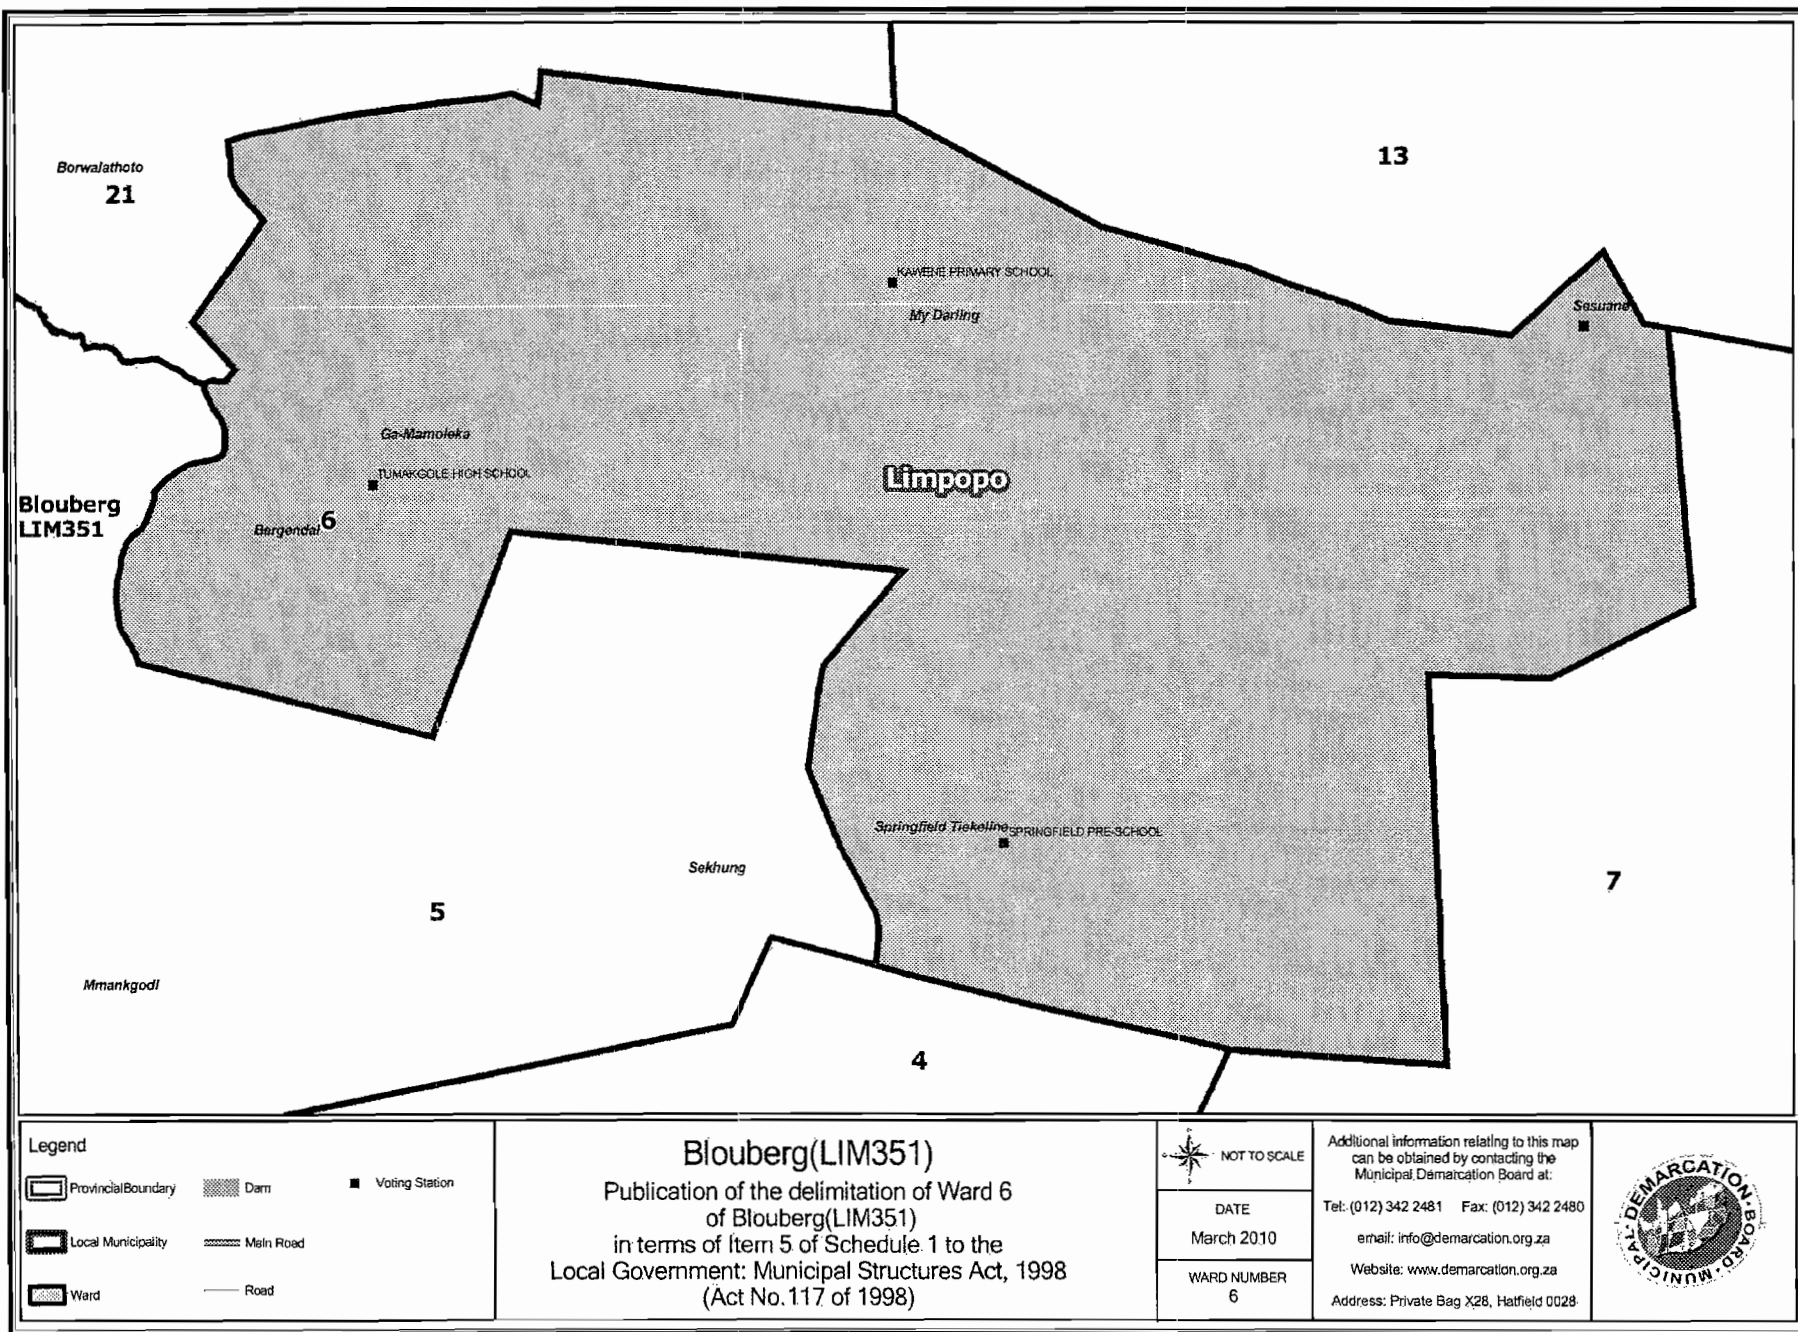 13
Borwalathoto
21
KAWENE PRIMARY SCHOOL
My Darling
Sesuane
Ga-Mamoleka
TUMAKGOLE HIGH SCHOOL
Limpopo
Blouberg
LIM351
6
Bergendal
Springfield Tiekeline
SPRINGFIELD PRE-SCHOOL
Sekhung
7
5
Mmankgodi
4
Legend
ProvincialBoundary
Dam
Voting Station
Local Municipality
Main Road
Ward
Road
Blouberg(LIM351)
Publication of the delimitation of Ward 6
of Blouberg(LIM351)
in terms of Item 5 of Schedule 1 to the
Local Government: Municipal Structures Act, 1998
(Act No.117 of 1998)
NOT TO SCALE
DATE
March 2010
WARD NUMBER
6
Additional information relating to this map
can be obtained by contacting the
Municipal Demarcation Board at:
Tel: (012) 342 2481 Fax: (012) 342 2480
email: info@demarcation.org.za
Website: www.demarcation.org.za
Address: Private Bag X28, Hatfield 0028
MUNICIPAL DEMARCATION BOARD